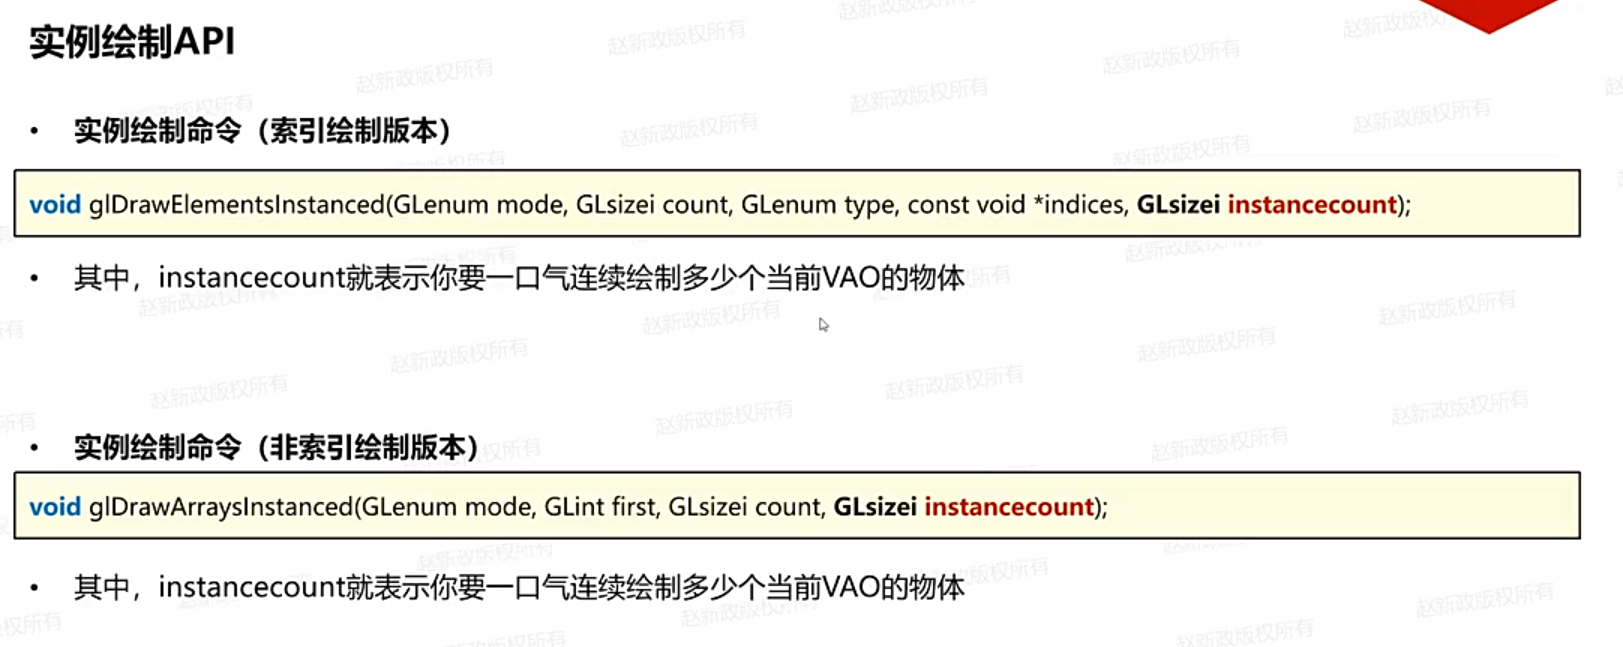 实例绘制API
• 实例绘制命令（索引绘制版本）
void glDrawElementsInstanced(GLenum mode, GLsizei count, GLenum type, const void *indices, GLsizei instancecount);
• 其中，instancecount就表示你要一口气连续绘制多少个当前VAO的物体
• 实例绘制命令（非索引绘制版本）
void glDrawArraysInstanced(GLenum mode, GLint first, GLsizei count, GLsizei instancecount);
• 其中，instancecount就表示你要一口气连续绘制多少个当前VAO的物体
赵新政版权所有